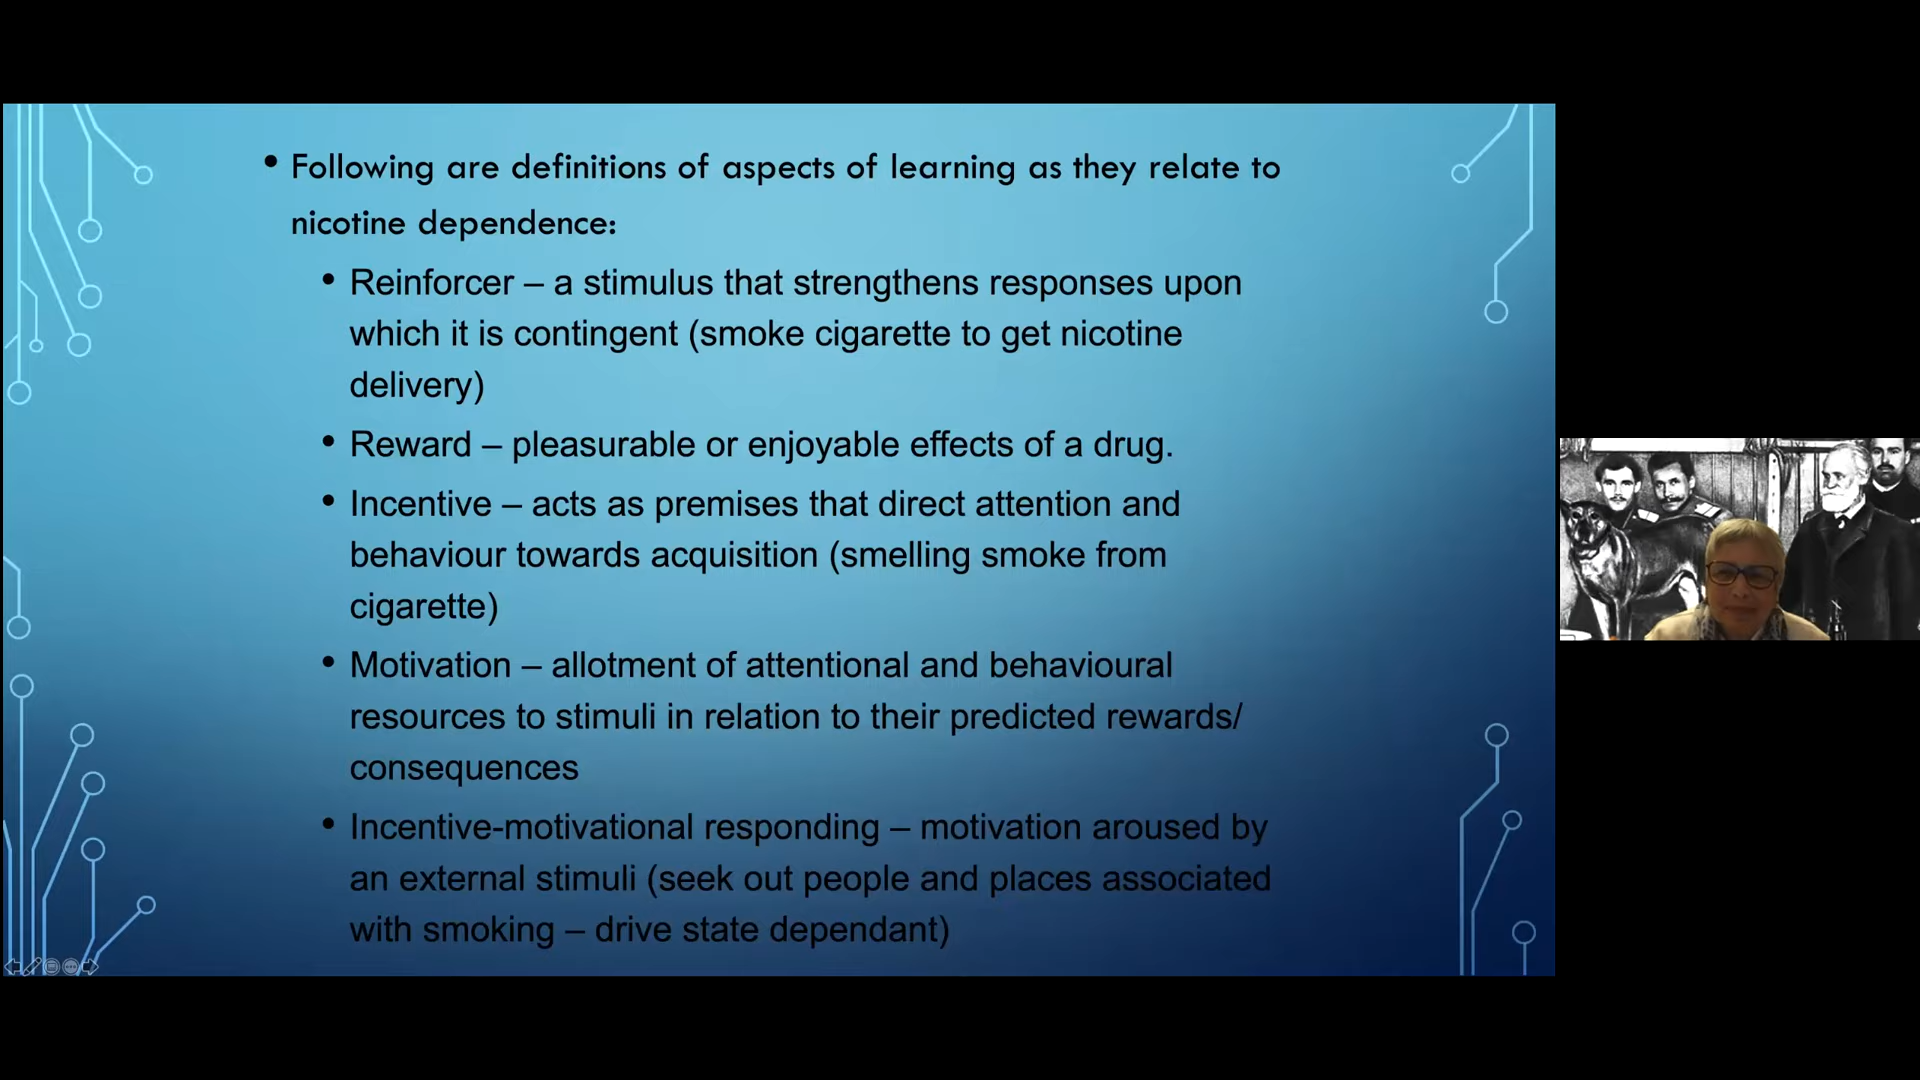 • Following are definitions of aspects of learning as they relate to
nicotine dependence:
• Reinforcer – a stimulus that strengthens responses upon
which it is contingent (smoke cigarette to get nicotine
delivery)
• Reward – pleasurable or enjoyable effects of a drug.
• Incentive – acts as premises that direct attention and
behaviour towards acquisition (smelling smoke from
cigarette)
• Motivation – allotment of attentional and behavioural
resources to stimuli in relation to their predicted rewards/
consequences
• Incentive-motivational responding – motivation aroused by
an external stimuli (seek out people and places associated
with smoking – drive state dependant)